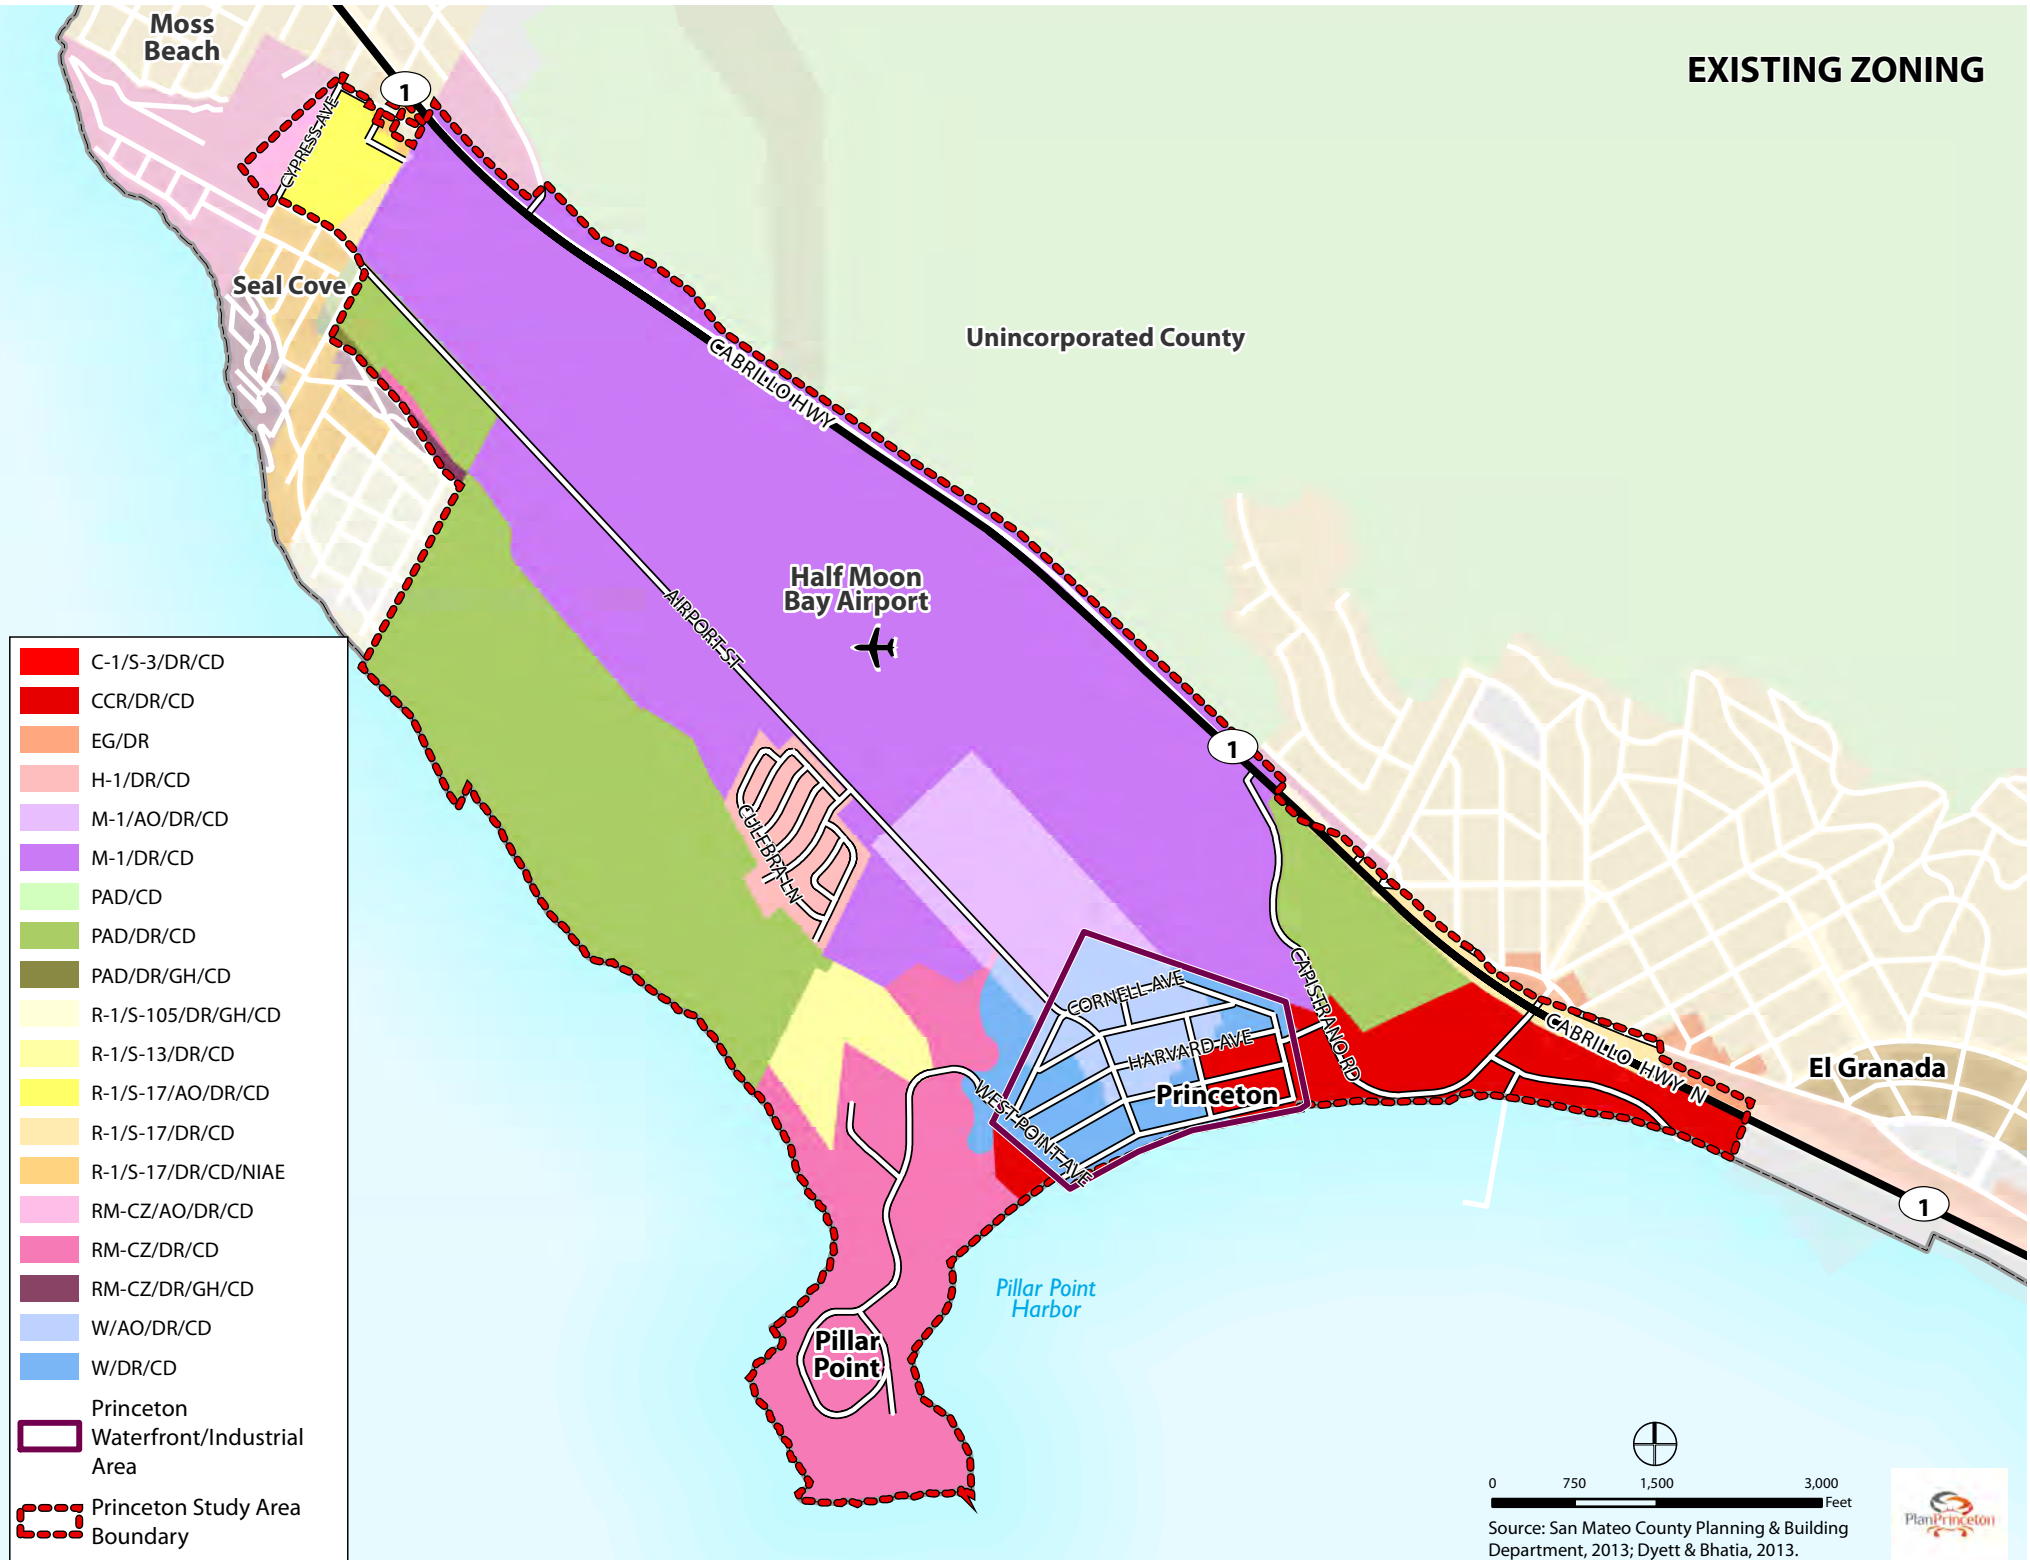 EXISTING ZONING
Moss
Beach
1
CYPRESS AVE
Seal Cove
Unincorporated County
CABRILLO HWY
Half Moon
Bay Airport
AIRPORT ST
1
CULEBRA LN
CAPISTRANO RD
CORNELL AVE
HARVARD AVE
Princeton
WEST POINT AVE
CABRILLO HWY N
El Granada
1
Pillar Point
Harbor
Pillar
Point
C-1/S-3/DR/CD
CCR/DR/CD
EG/DR
H-1/DR/CD
M-1/AO/DR/CD
M-1/DR/CD
PAD/CD
PAD/DR/CD
PAD/DR/GH/CD
R-1/S-105/DR/GH/CD
R-1/S-13/DR/CD
R-1/S-17/AO/DR/CD
R-1/S-17/DR/CD
R-1/S-17/DR/CD/NIAE
RM-CZ/AO/DR/CD
RM-CZ/DR/CD
RM-CZ/DR/GH/CD
W/AO/DR/CD
W/DR/CD
Princeton
Waterfront/Industrial
Area
Princeton Study Area
Boundary
0 750 1,500 3,000
Feet
Source: San Mateo County Planning & Building
Department, 2013; Dyett & Bhatia, 2013.
PlanPrinceton